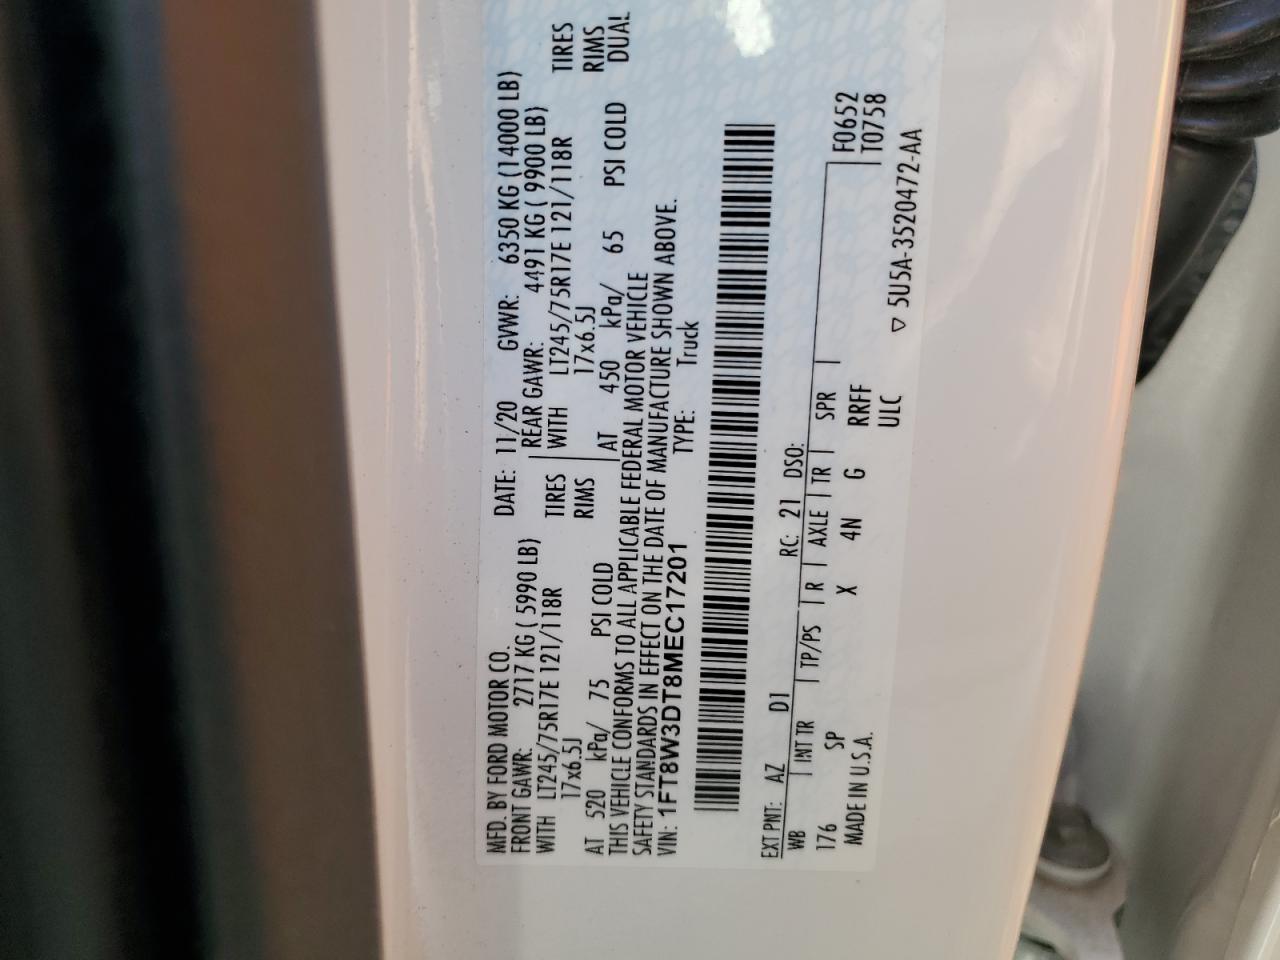 MFD. BY FORD MOTOR CO.
DATE: 11/20 GVWR: 6350 KG (14000 LB)
FRONT GAWR: 2717 KG ( 5990 LB) REAR GAWR: 4491 KG ( 9900 LB)
WITH LT245/75R17E 121/118R TIRES WITH LT245/75R17E 121/118R TIRES
17x6.5J RIMS 17x6.5J RIMS
AT 520 kPa/ 75 PSI COLD AT 450 kPa/ 65 PSI COLD DUAL
THIS VEHICLE CONFORMS TO ALL APPLICABLE FEDERAL MOTOR VEHICLE
SAFETY STANDARDS IN EFFECT ON THE DATE OF MANUFACTURE SHOWN ABOVE.
VIN: 1FT8W3DT8MEC17201 TYPE: Truck
EXT PNT: AZ D1 RC: 21 DSO:
WB INT TR TP/PS R AXLE TR SPR F0652
176 SP X 4N G RRFF T0758
MADE IN U.S.A. ULC
▽ 5U5A-3520472-AA